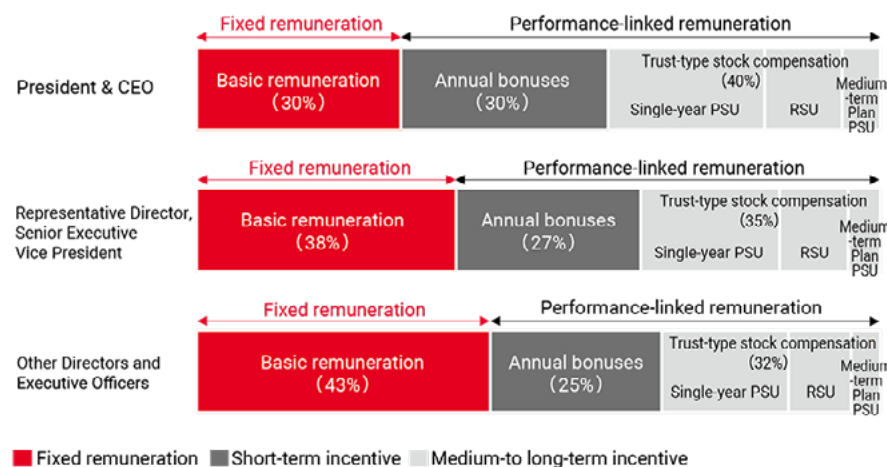 Fixed remuneration Performance-linked remuneration
President & CEO
Basic remuneration
(30%)
Annual bonuses
(30%)
Trust-type stock compensation
(40%)
Single-year PSU
RSU
Medium
-term
Plan
PSU
Fixed remuneration Performance-linked remuneration
Representative Director,
Senior Executive
Vice President
Basic remuneration
(38%)
Annual bonuses
(27%)
Trust-type stock compensation
(35%)
Single-year PSU
RSU
Medium-
-term
Plan
PSU
Fixed remuneration Performance-linked remuneration
Other Directors and
Executive Officers
Basic remuneration
(43%)
Annual bonuses
(25%)
Trust-type stock compensation
(32%)
Single-year PSU
RSU
Medium
-term
Plan
PSU
Fixed remuneration Short-term incentive Medium-to long-term incentive